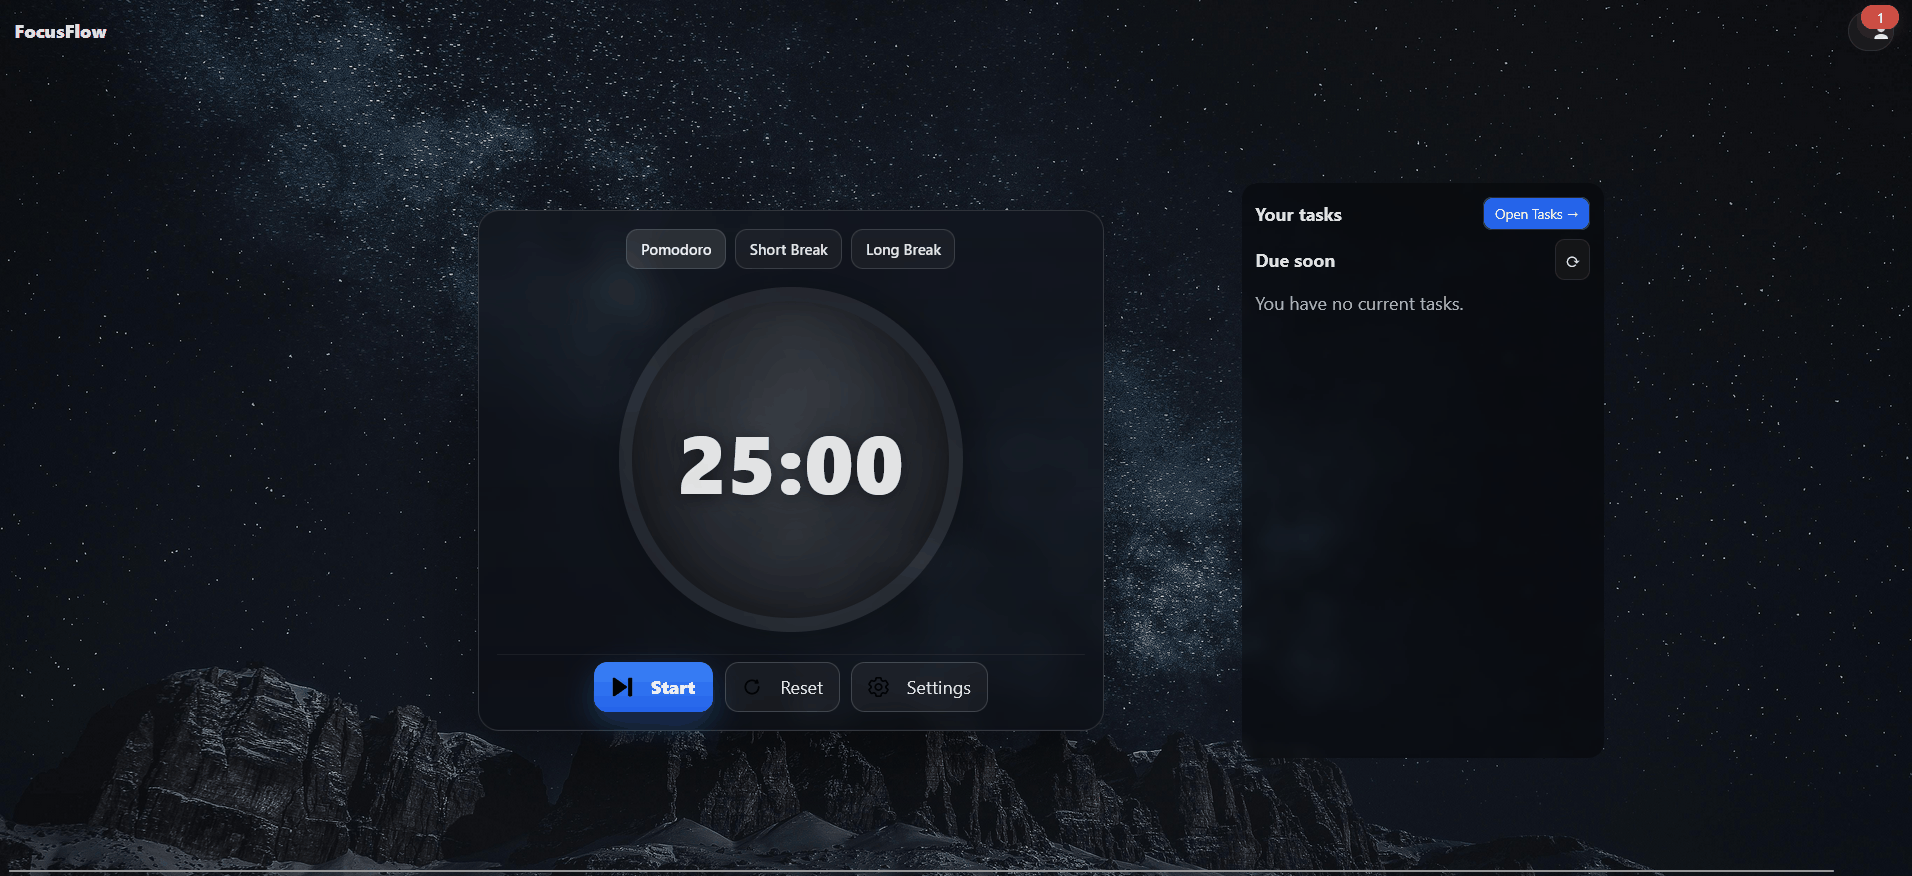 FocusFlow
1
Pomodoro
Short Break
Long Break
25:00
Start
Reset
Settings
Your tasks
Open Tasks →
Due soon
You have no current tasks.